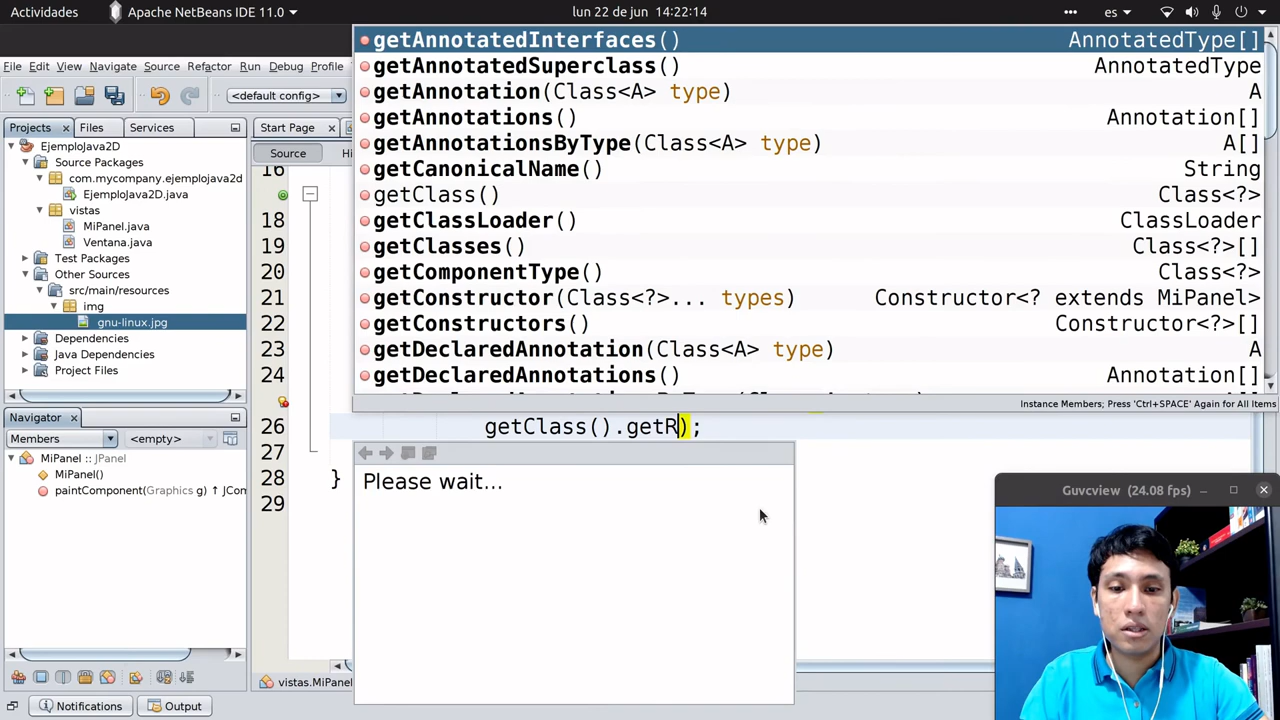 Actividades Apache NetBeans IDE 11.0 lun 22 de jun 14:22:14 es
File Edit View Navigate Source Refactor Run Debug Profile
<default config>
Projects Files Services Start Page
Source
EjemploJava2D
Source Packages
com.mycompany.ejemplojava2d
EjemploJava2D.java
vistas
MiPanel.java
Ventana.java
Test Packages
Other Sources
src/main/resources
img
gnu-linux.jpg
Dependencies
Java Dependencies
Project Files
Navigator
Members <empty>
MiPanel :: JPanel
MiPanel()
paintComponent(Graphics g) ↑ JCom
Notifications Output
getAnnotatedInterfaces() AnnotatedType[]
getAnnotatedSuperclass() AnnotatedType
getAnnotation(Class<A> type) A
getAnnotations() Annotation[]
getAnnotationsByType(Class<A> type) A[]
getCanonicalName() String
getClass() Class<?>
18 getClassLoader() ClassLoader
19 getClasses() Class<?>[]
20 getComponentType() Class<?>
21 getConstructor(Class<?>... types) Constructor<? extends MiPanel>
22 getConstructors() Constructor<?>[]
23 getDeclaredAnnotation(Class<A> type) A
24 getDeclaredAnnotations() Annotation[]
Instance Members; Press 'Ctrl+SPACE' Again for All Items
26 getClass().getR);
27
28 }
29
Please wait...
vistas.MiPanel
Guvcview (24.08 fps)